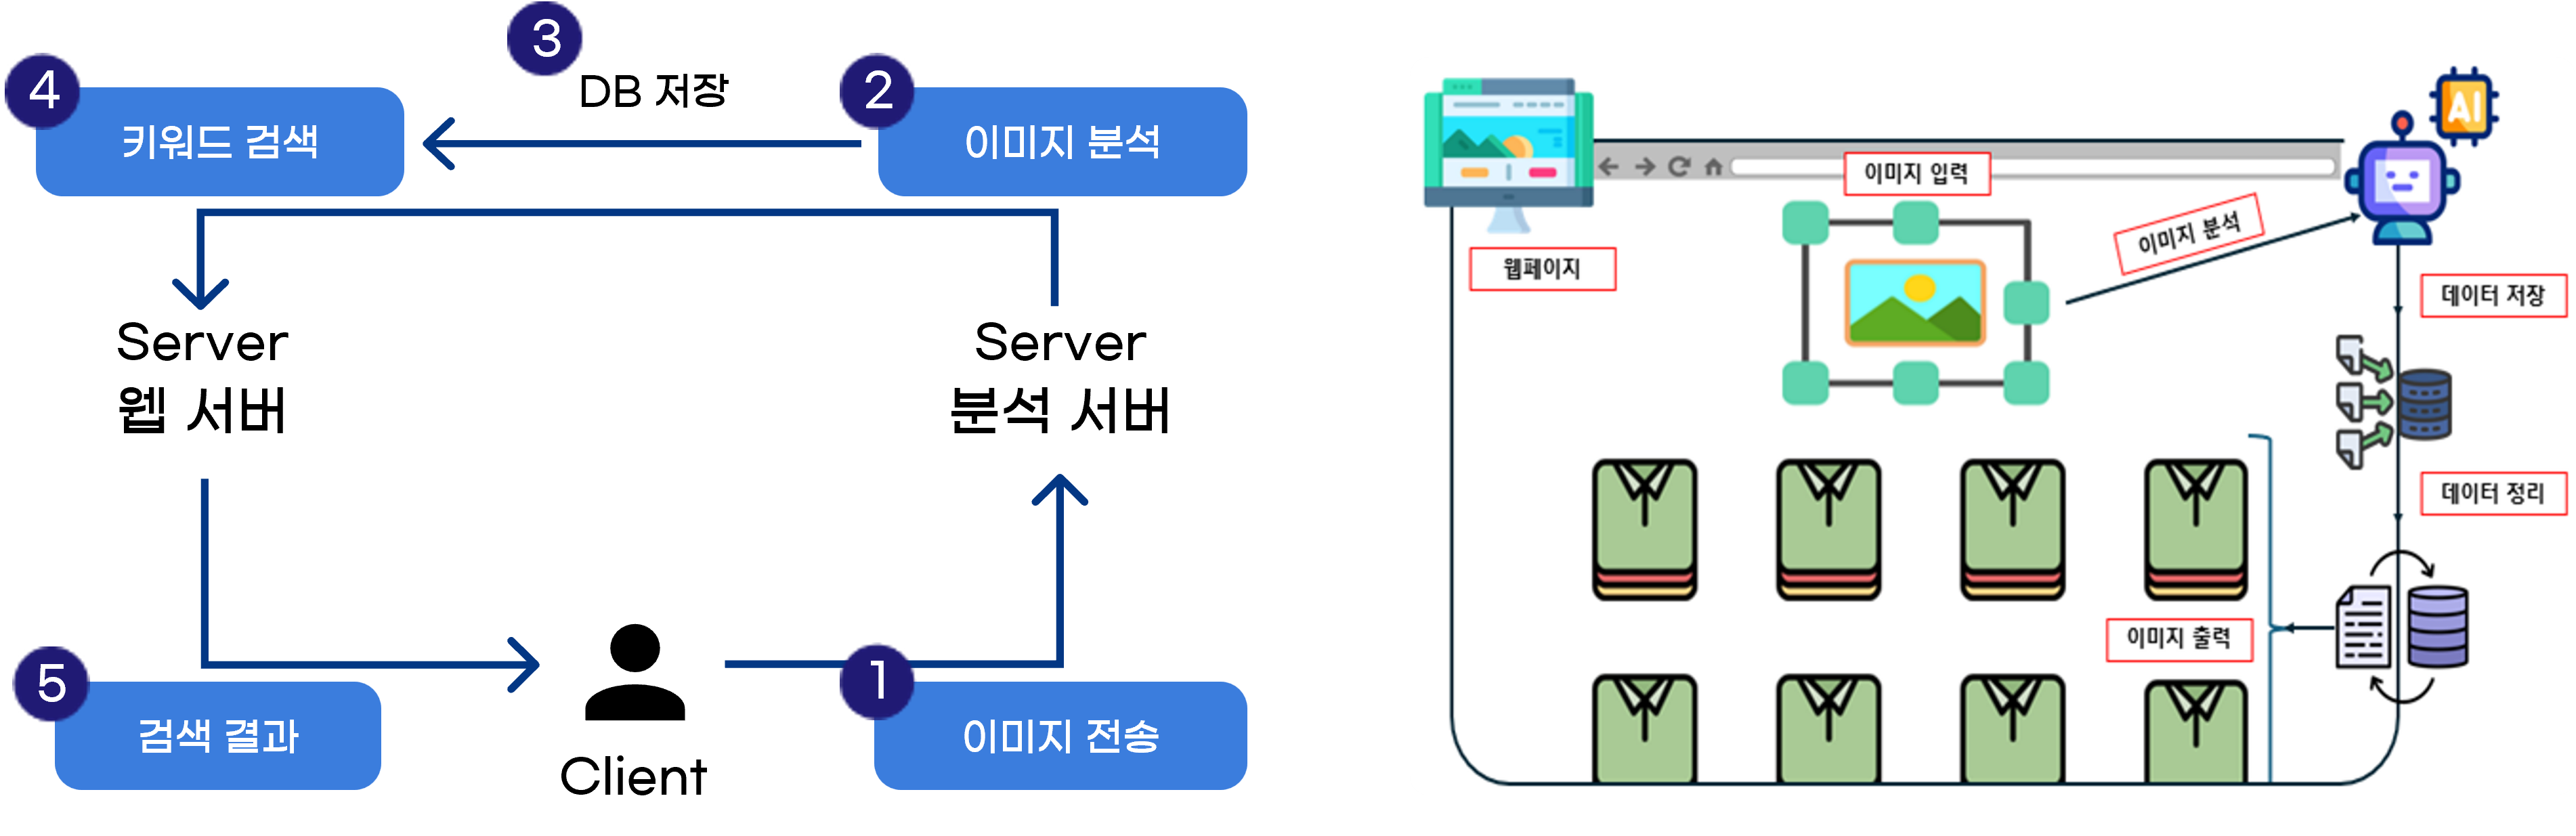 3
DB 저장
4
키워드 검색
2
이미지 분석
Server
웹 서버
Server
분석 서버
5
검색 결과
Client
1
이미지 전송
AI
이미지 입력
이미지 분석
웹페이지
데이터 저장
데이터 정리
이미지 출력